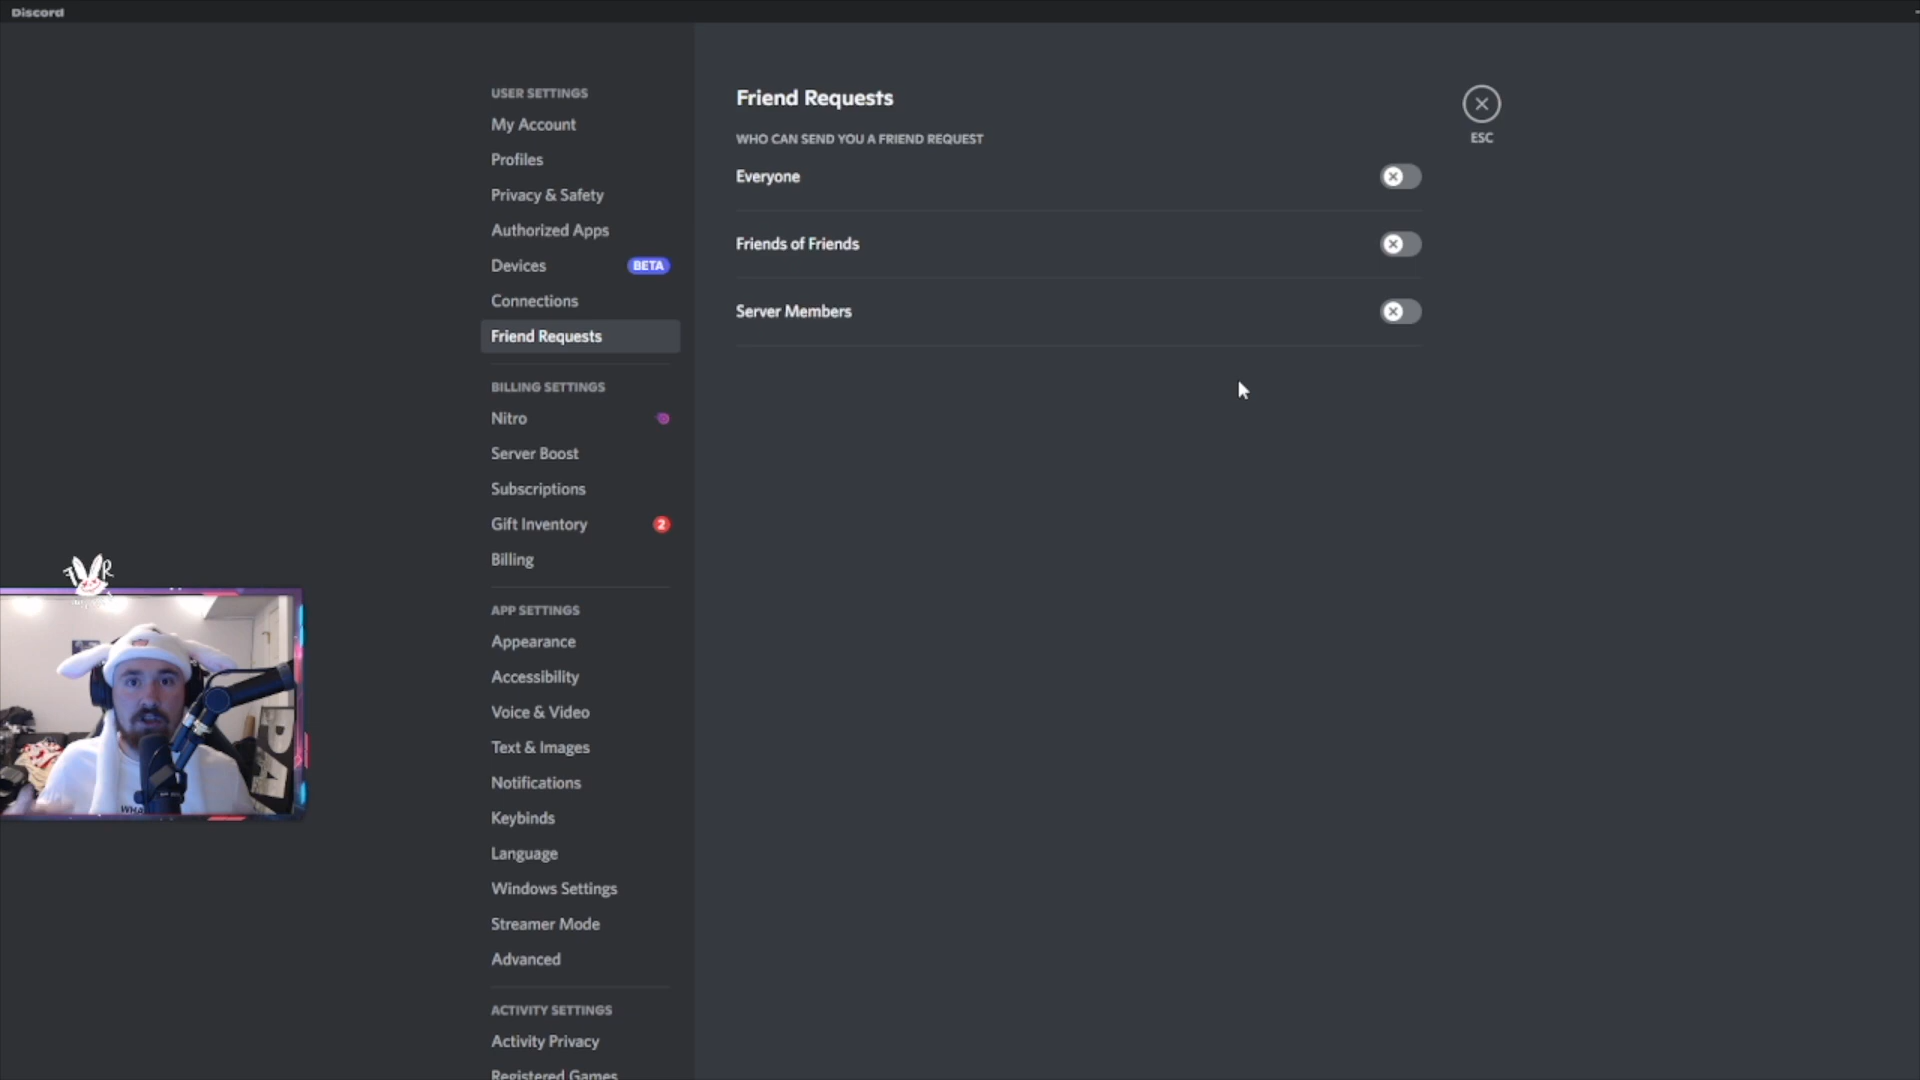 Discord
USER SETTINGS
My Account
Profiles
Privacy & Safety
Authorized Apps
Devices BETA
Connections
Friend Requests
BILLING SETTINGS
Nitro
Server Boost
Subscriptions
Gift Inventory 2
Billing
APP SETTINGS
Appearance
Accessibility
Voice & Video
Text & Images
Notifications
Keybinds
Language
Windows Settings
Streamer Mode
Advanced
ACTIVITY SETTINGS
Activity Privacy
Registered Games
Friend Requests
WHO CAN SEND YOU A FRIEND REQUEST
Everyone
Friends of Friends
Server Members
ESC